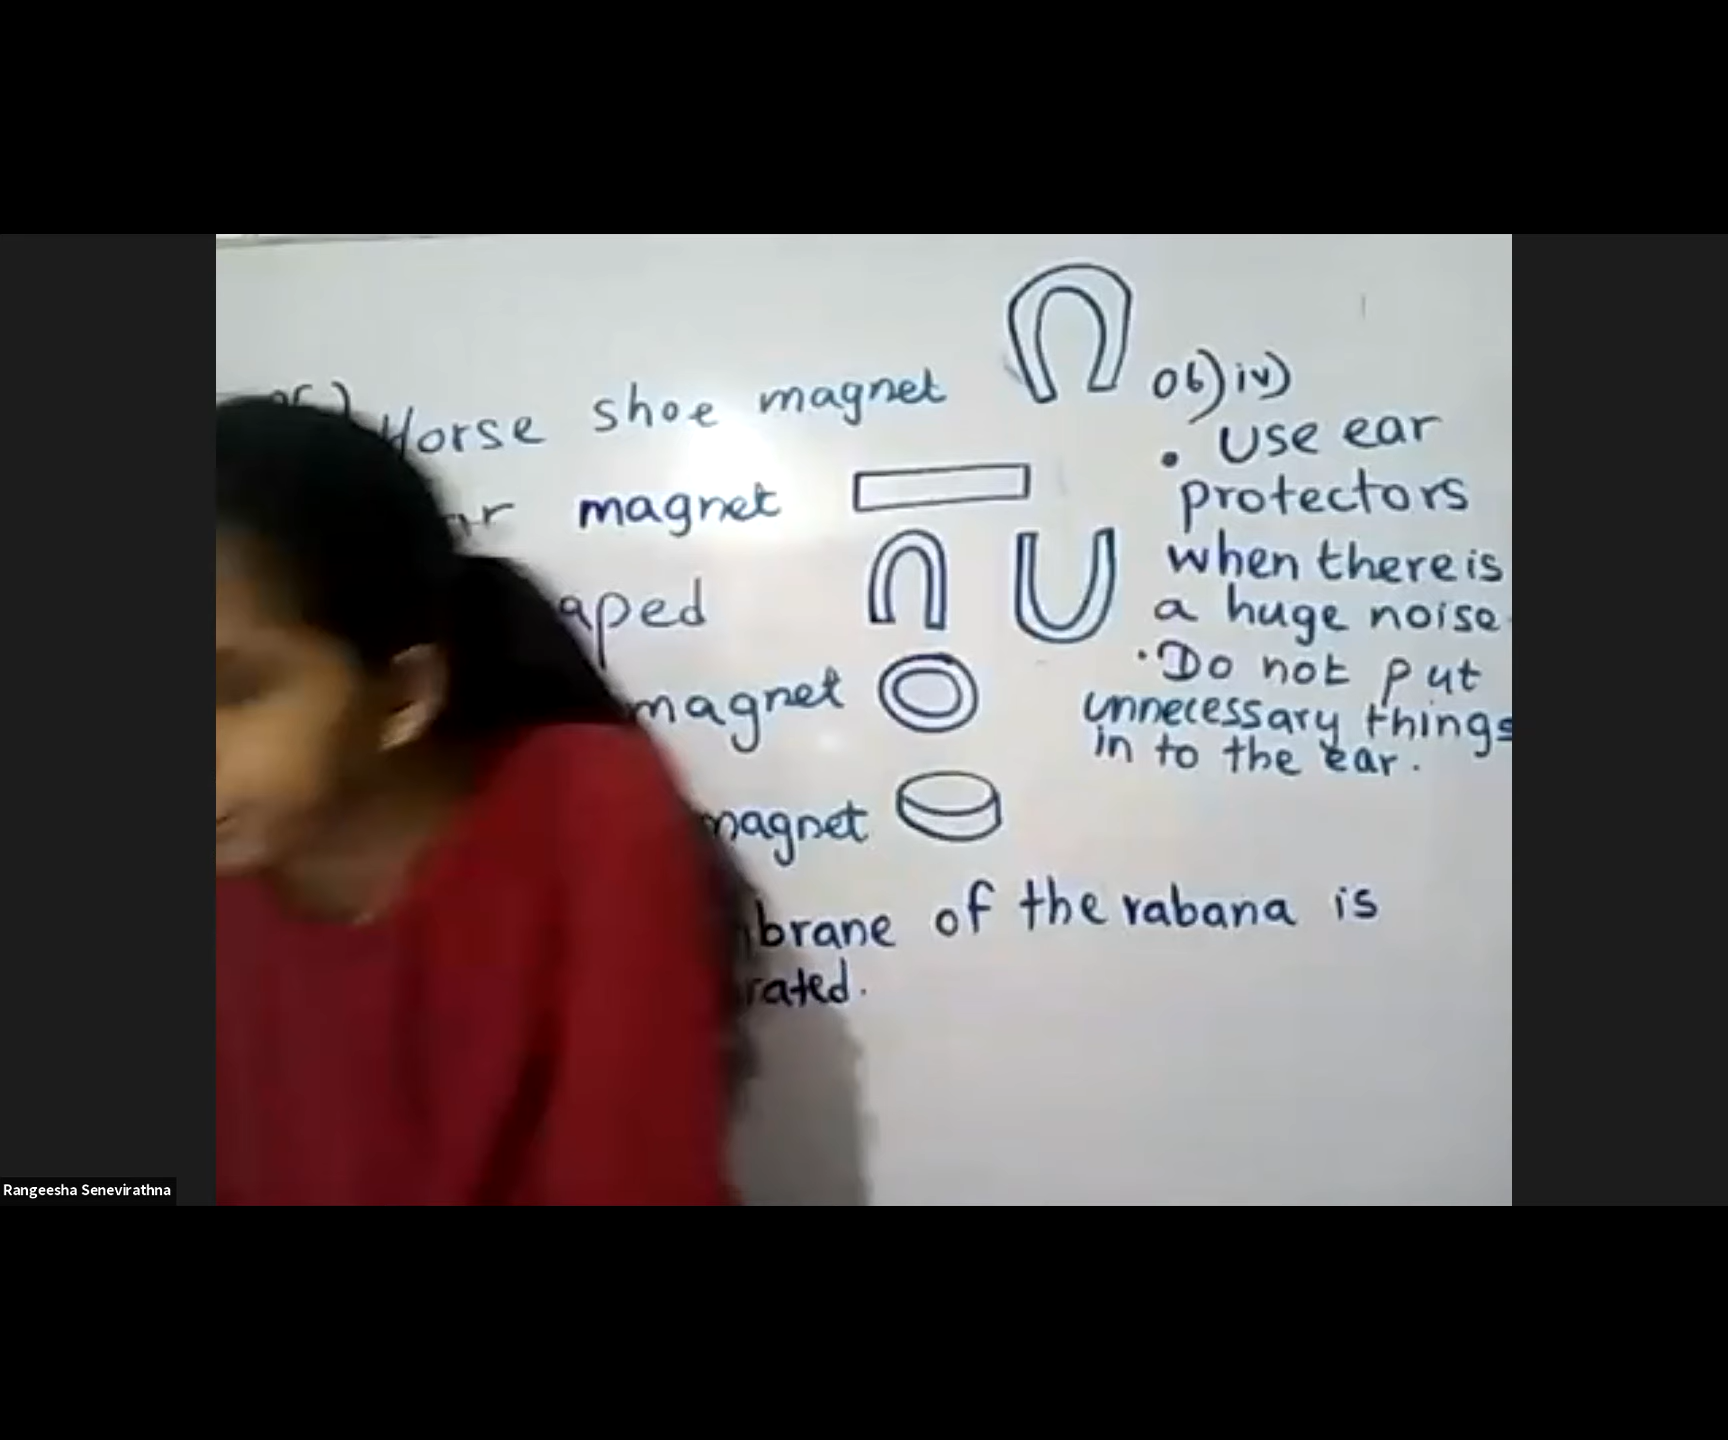 Horse shoe magnet
magnet
aped
magnet
magnet
brane of the rabana is
rated.
06) iv)
• Use ear
protectors
when there is
a huge noise.
• Do not put
unnecessary things
in to the ear.
Rangeesha Senevirathna